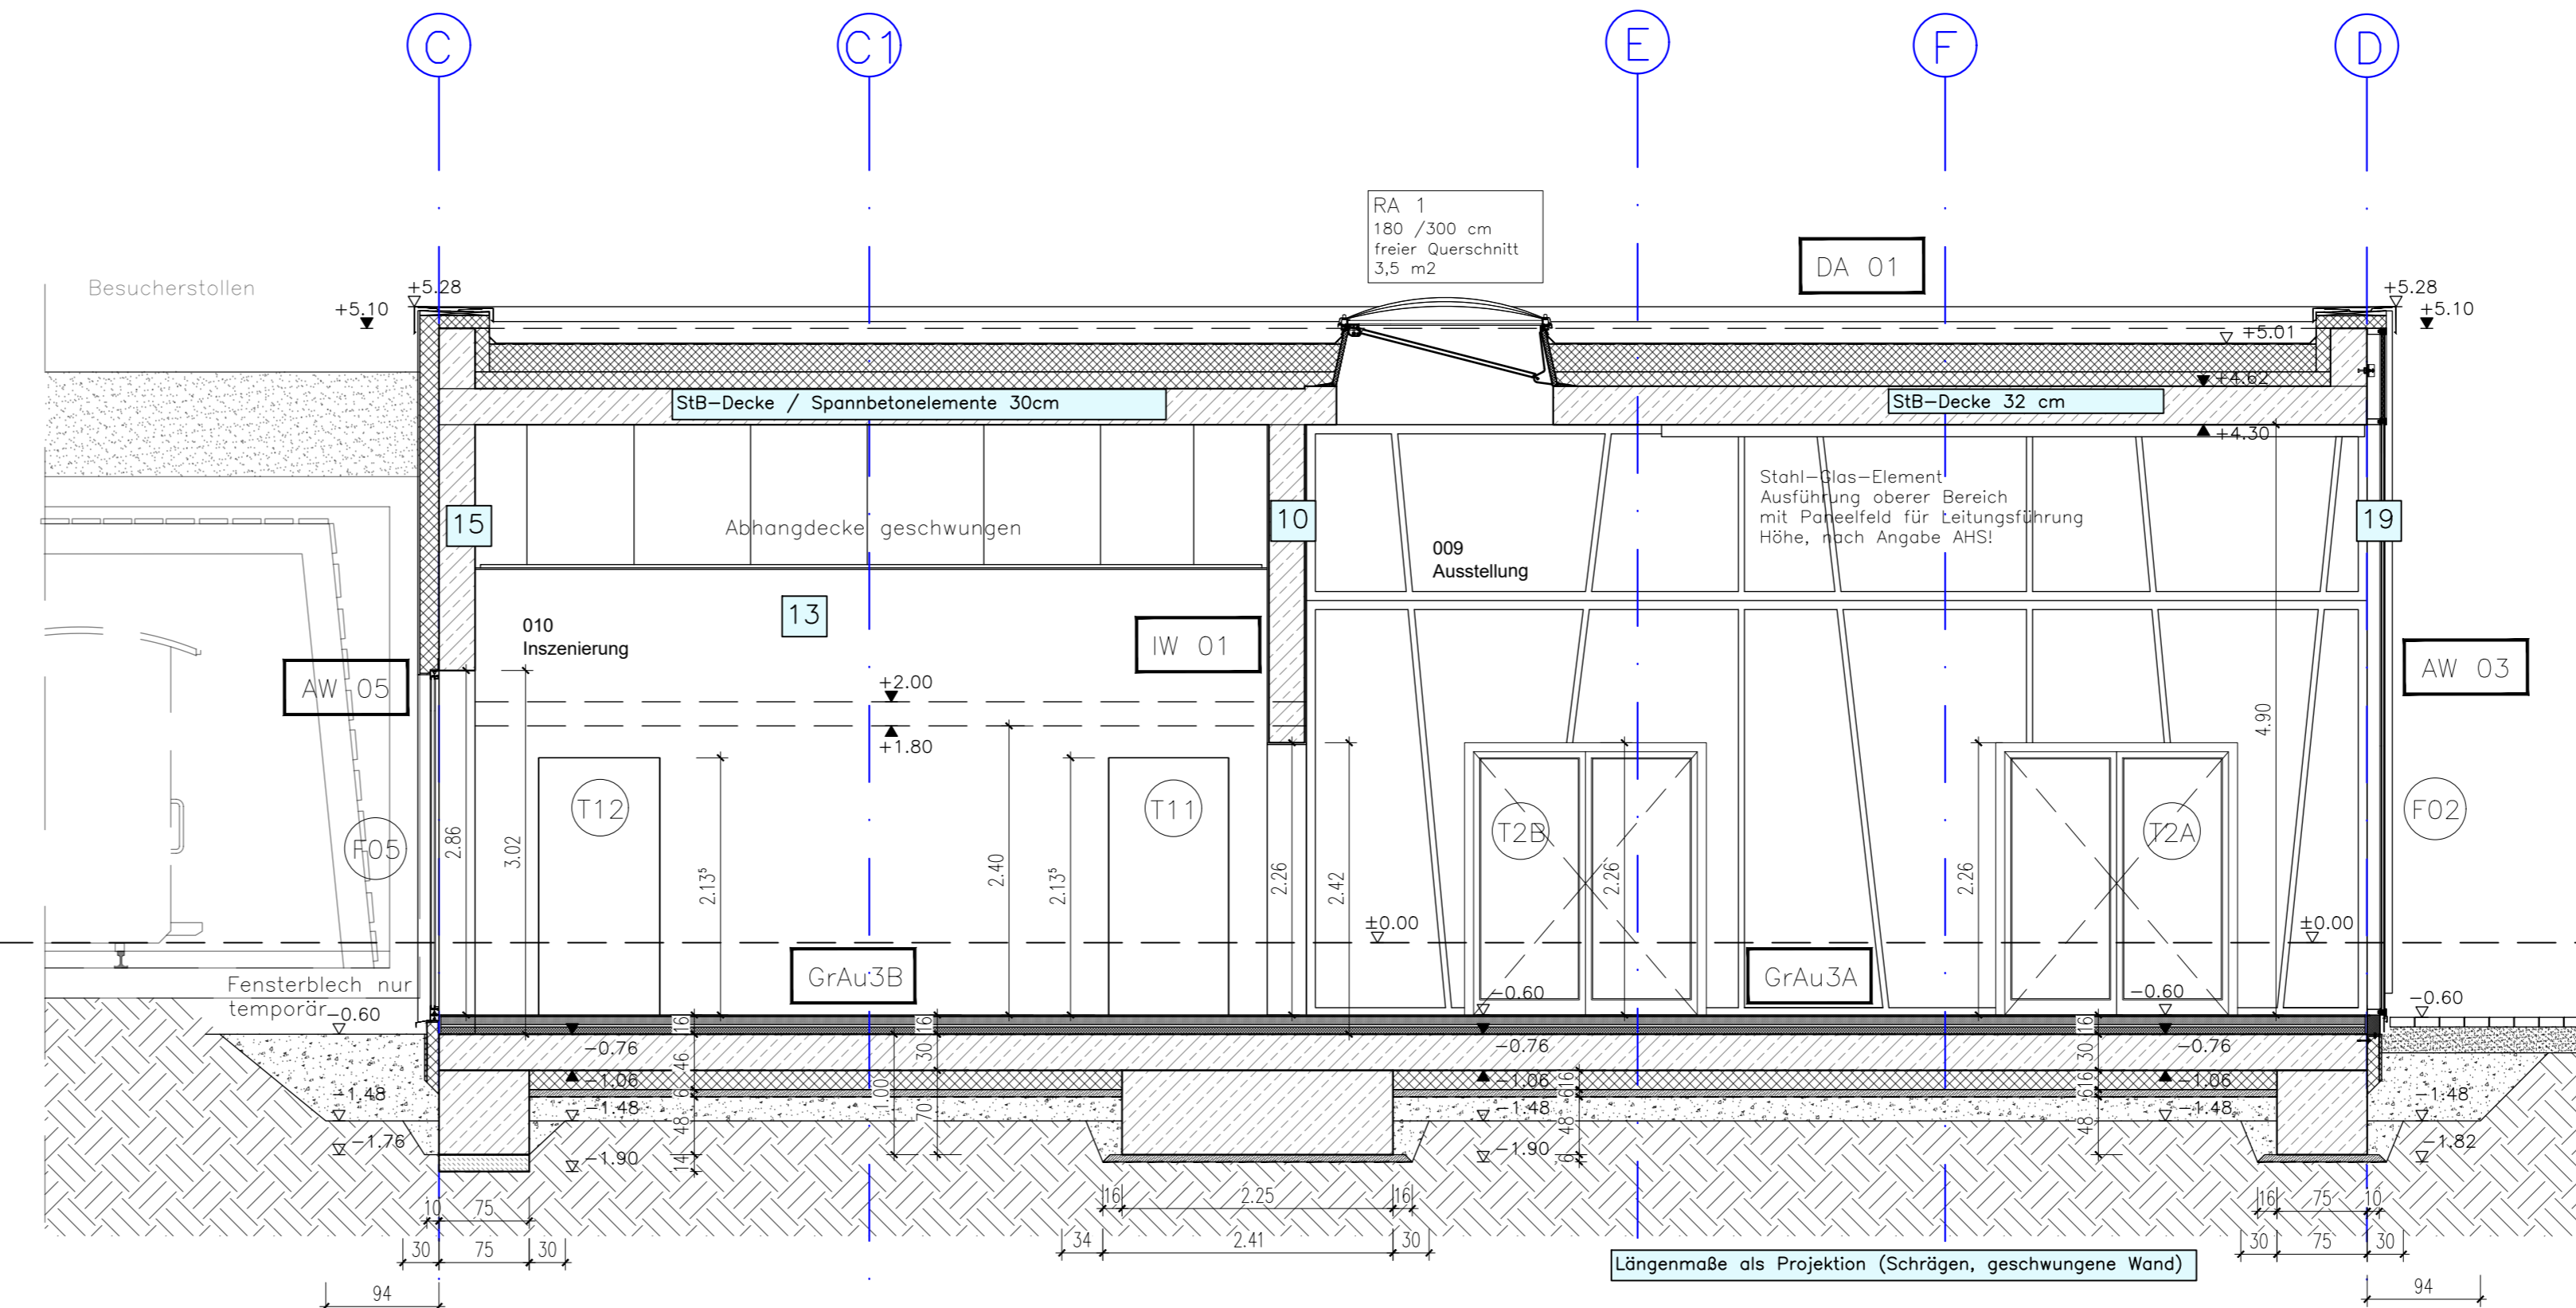 C
C1
E
F
D
RA 1
180 /300 cm
freier Querschnitt
3,5 m2
DA 01
Besucherstollen
+5.28
+5.10
+5.28
+5.10
+5.01
+4.62
StB-Decke / Spannbetonelemente 30cm
StB-Decke 32 cm
+4.30
Stahl-Glas-Element
Ausführung oberer Bereich
mit Paneelfeld für Leitungsführung
Höhe, nach Angabe AHS!
15
Abhangdecke geschwungen
10
19
009
Ausstellung
13
010
Inszenierung
IW 01
AW 05
AW 03
+2.00
+1.80
4.90
T12
T11
T2B
T2A
F05
F02
2.86
3.02
2.13⁵
2.40
2.13⁵
2.26
2.42
2.26
2.26
±0.00
±0.00
GrAu3B
GrAu3A
Fensterblech nur
temporär
-0.60
-0.60
-0.60
-0.60
16
16
16
-0.76
-0.76
-0.76
46
30
30
1.00
-1.06
-1.06
-1.06
6
16
6
16
6
-1.48
-1.48
-1.48
-1.48
-1.48
48
70
48
48
-1.76
-1.90
-1.90
-1.82
14
6
10
75
16
2.25
16
16
75
10
30
75
30
34
2.41
30
30
75
30
Längenmaße als Projektion (Schrägen, geschwungene Wand)
94
94